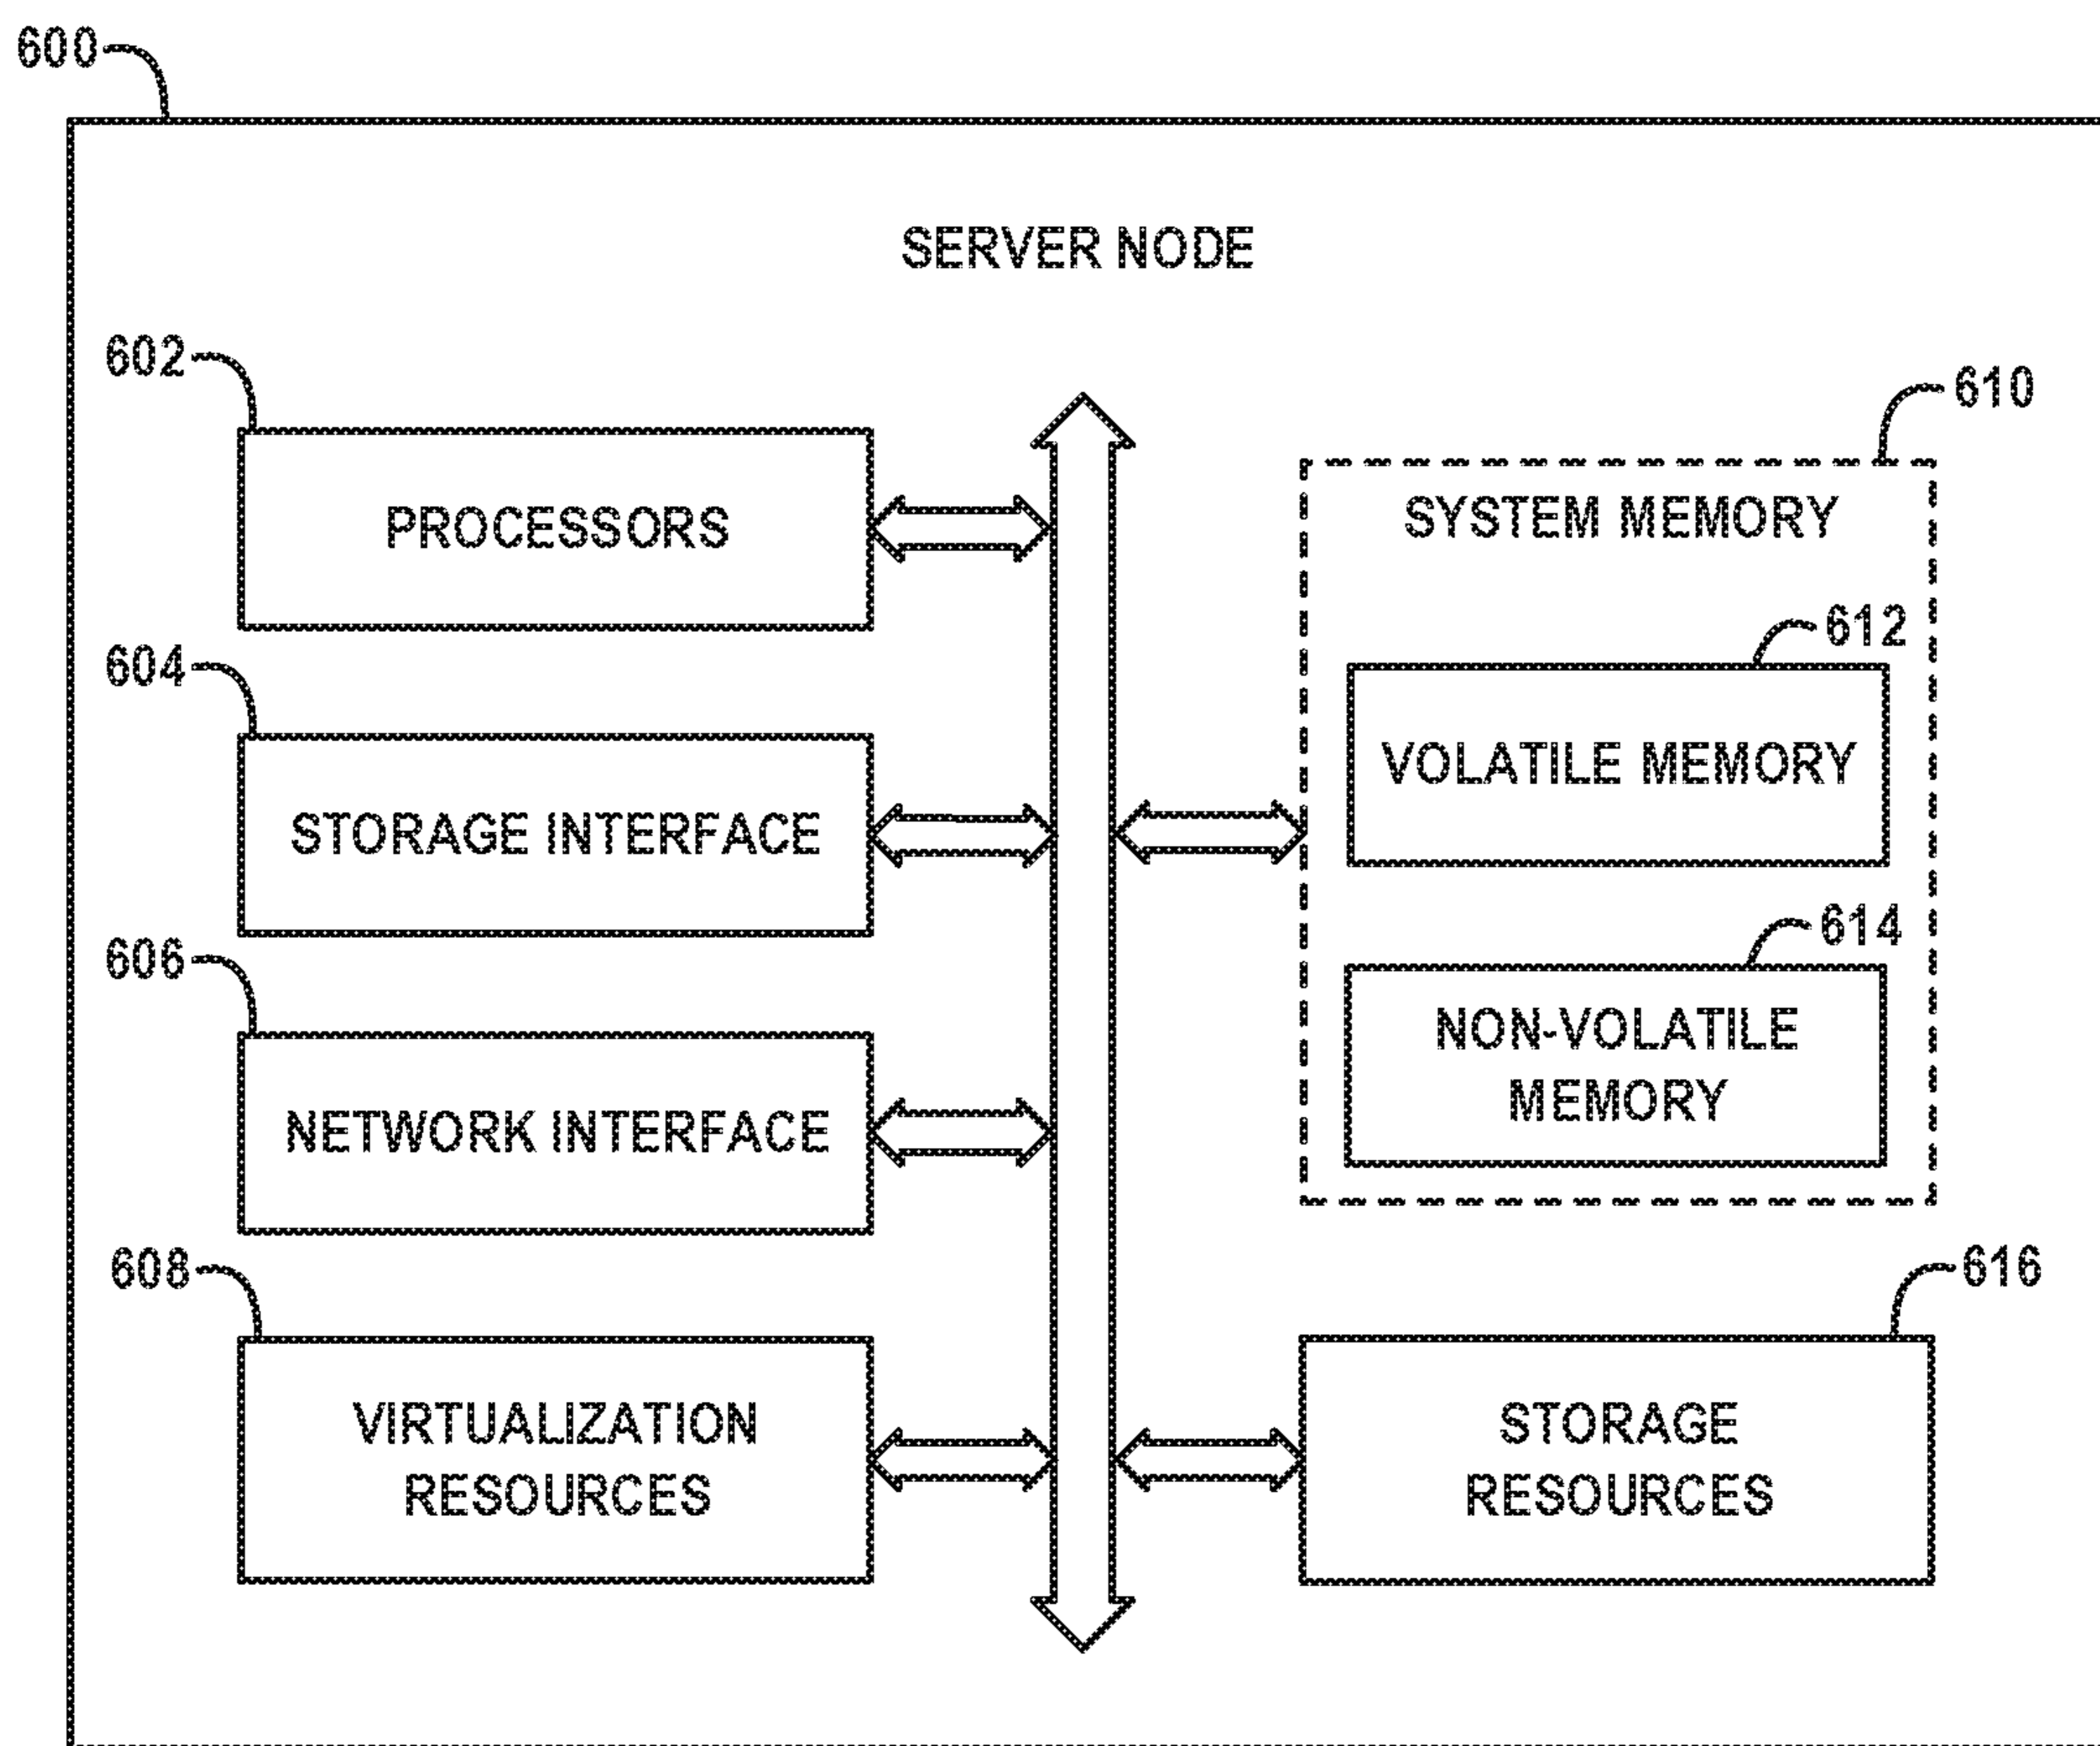 600
SERVER NODE
602
PROCESSORS
604
STORAGE INTERFACE
606
NETWORK INTERFACE
608
VIRTUALIZATION
RESOURCES
610
SYSTEM MEMORY
612
VOLATILE MEMORY
614
NON-VOLATILE
MEMORY
616
STORAGE
RESOURCES